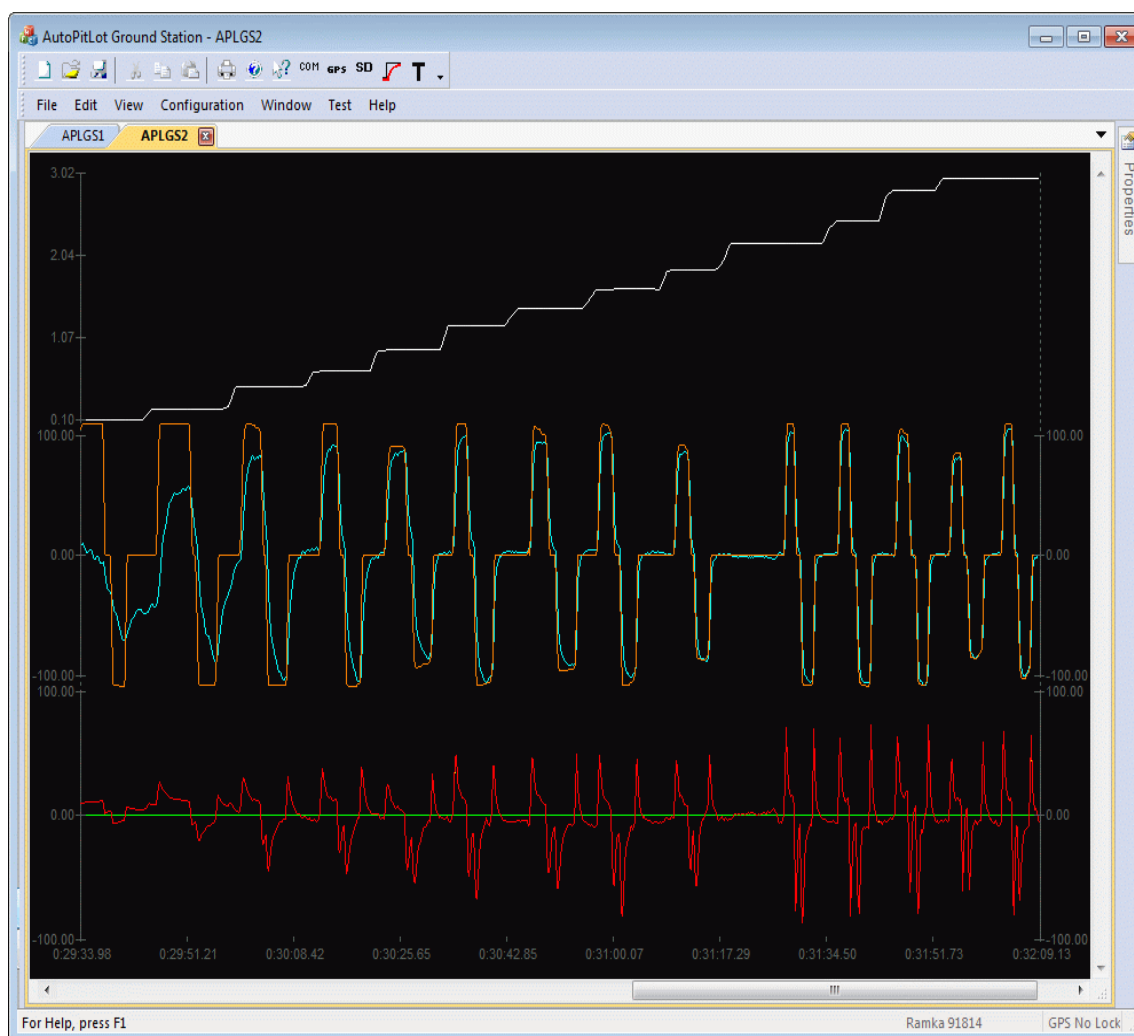 AutoPitLot Ground Station - APLGS2
COM GPS SD T
File Edit View Configuration Window Test Help
APLGS1 APLGS2
Properties
3.02
2.04
1.07
0.10
100.00 100.00
0.00 0.00
-100.00 -100.00
100.00 100.00
0.00 0.00
-100.00 -100.00
0:29:33.98 0:29:51.21 0:30:08.42 0:30:25.65 0:30:42.85 0:31:00.07 0:31:17.29 0:31:34.50 0:31:51.73 0:32:09.13
For Help, press F1 Ramka 91814 GPS No Lock